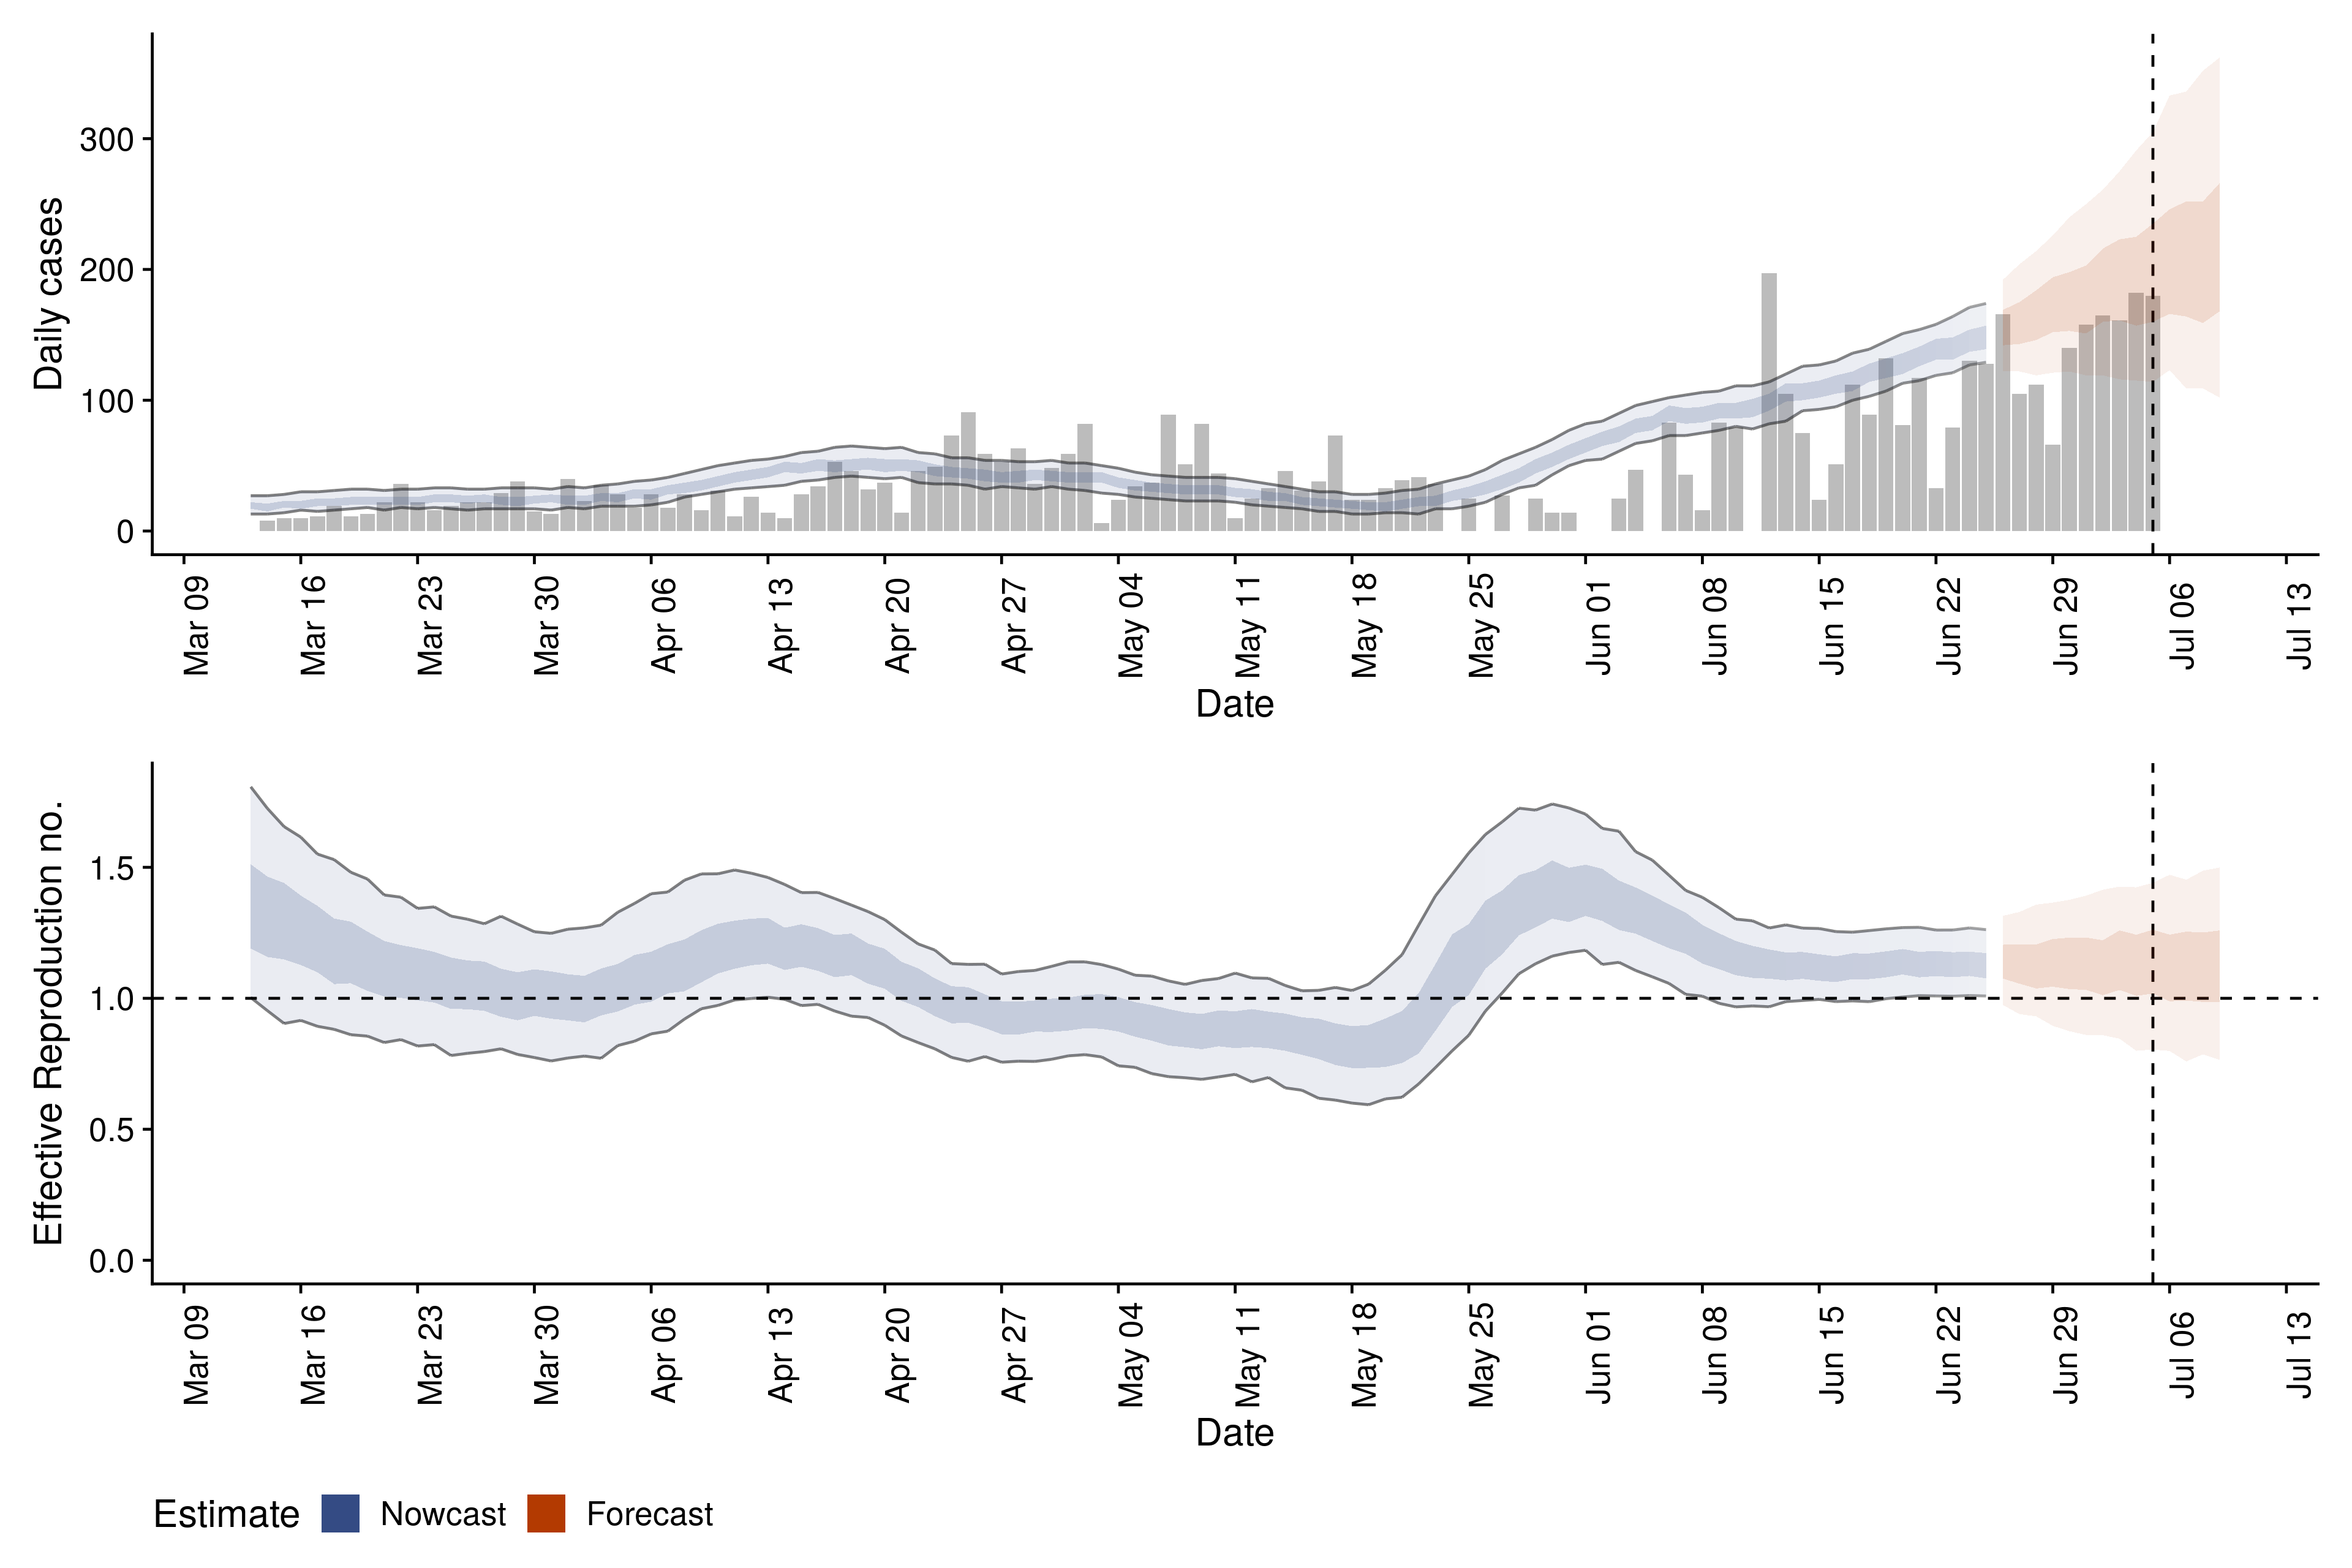 Daily cases
300
200
100
0
Mar 09
Mar 16
Mar 23
Mar 30
Apr 06
Apr 13
Apr 20
Apr 27
May 04
May 11
May 18
May 25
Jun 01
Jun 08
Jun 15
Jun 22
Jun 29
Jul 06
Jul 13
Date
Effective Reproduction no.
1.5
1.0
0.5
0.0
Mar 09
Mar 16
Mar 23
Mar 30
Apr 06
Apr 13
Apr 20
Apr 27
May 04
May 11
May 18
May 25
Jun 01
Jun 08
Jun 15
Jun 22
Jun 29
Jul 06
Jul 13
Date
Estimate Nowcast Forecast